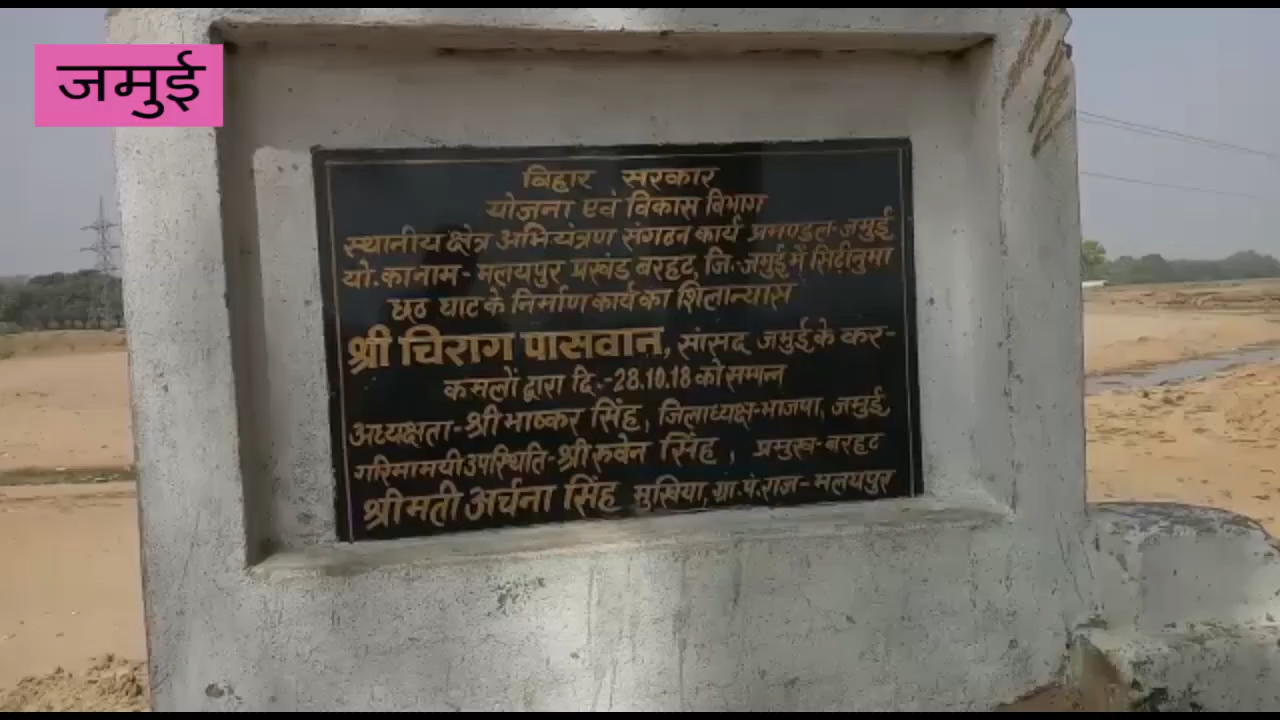 जमुई
बिहार सरकार
योजना एवं विकास विभाग
स्थानीय क्षेत्र अभियंत्रण संगठन कार्य प्रमण्डल-जमुई
यो. का नाम- मलयपुर प्रखंड बरहट, जि.-जमुई में सिटीनुमा
छठ घाट के निर्माण कार्य का शिलान्यास
श्री चिराग पासवान, सांसद, जमुई के कर-
कमलों द्वारा दि.-28.10.18 को सम्पन्न
अध्यक्षता-श्री भाष्कर सिंह, जिलाध्यक्ष-भाजपा, जमुई
गरिमामयी उपस्थिति-श्री रुवेन सिंह, प्रमुख-बरहट
श्रीमती अर्चना सिंह मुखिया, ग्रा.पं.राज-मलयपुर